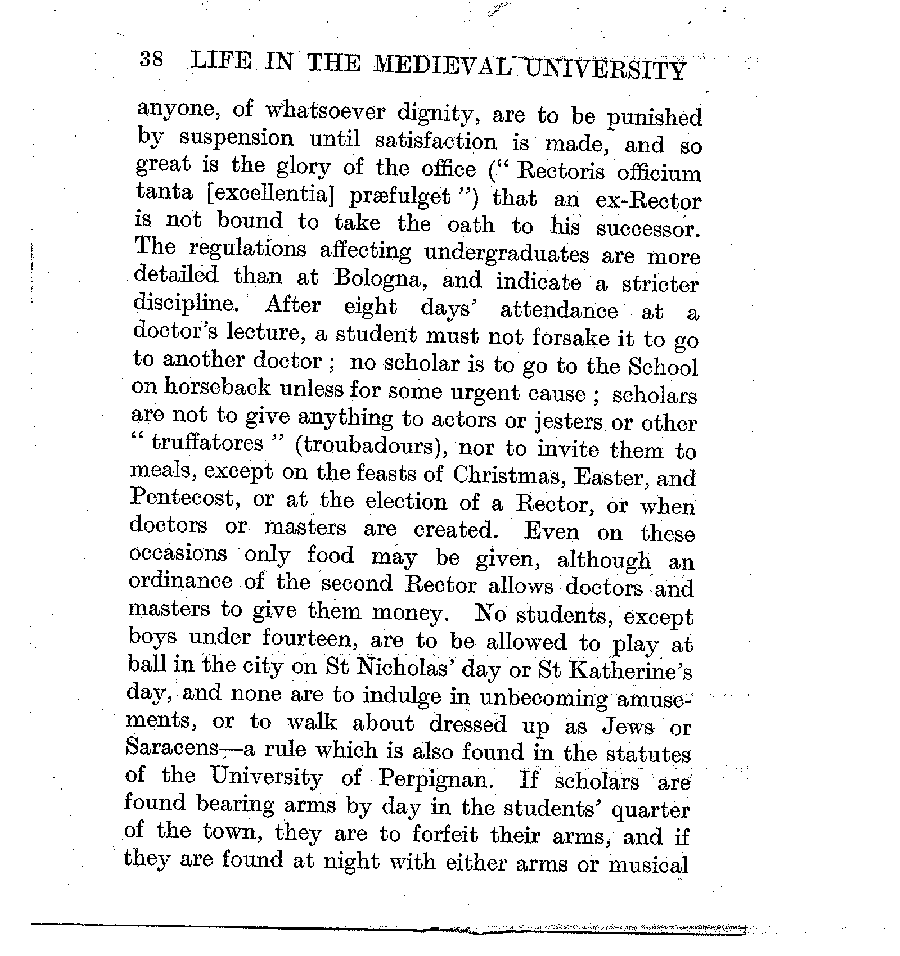 38 LIFE IN THE MEDIEVAL UNIVERSITY
anyone, of whatsoever dignity, are to be punished
by suspension until satisfaction is made, and so
great is the glory of the office (“ Rectoris officium
tanta [excellentia] præfulget ”) that an ex-Rector
is not bound to take the oath to his successor.
The regulations affecting undergraduates are more
detailed than at Bologna, and indicate a stricter
discipline. After eight days’ attendance at a
doctor’s lecture, a student must not forsake it to go
to another doctor ; no scholar is to go to the School
on horseback unless for some urgent cause ; scholars
are not to give anything to actors or jesters or other
“ truffatores ” (troubadours), nor to invite them to
meals, except on the feasts of Christmas, Easter, and
Pentecost, or at the election of a Rector, or when
doctors or masters are created. Even on these
occasions only food may be given, although an
ordinance of the second Rector allows doctors and
masters to give them money. No students, except
boys under fourteen, are to be allowed to play at
ball in the city on St Nicholas’ day or St Katherine’s
day, and none are to indulge in unbecoming amuse-
ments, or to walk about dressed up as Jews or
Saracens—a rule which is also found in the statutes
of the University of Perpignan. If scholars are
found bearing arms by day in the students’ quarter
of the town, they are to forfeit their arms, and if
they are found at night with either arms or musical